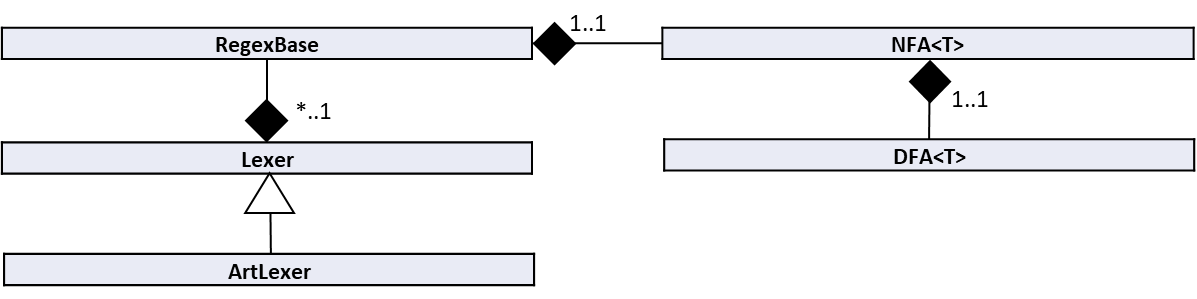 1..1
RegexBase
NFA<T>
*..1
1..1
Lexer
DFA<T>
ArtLexer